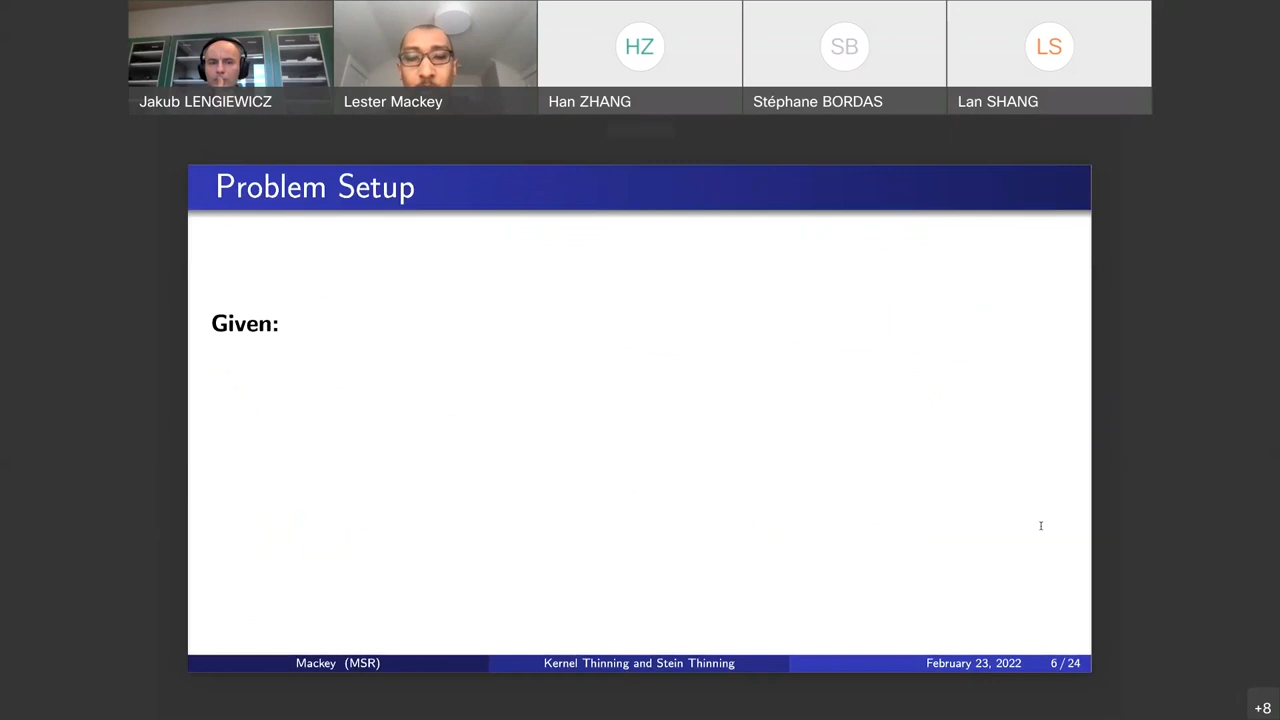 HZ
SB
LS
Jakub LENGIEWICZ
Lester Mackey
Han ZHANG
Stéphane BORDAS
Lan SHANG
Problem Setup
Given:
Mackey (MSR)
Kernel Thinning and Stein Thinning
February 23, 2022
6 / 24
+8